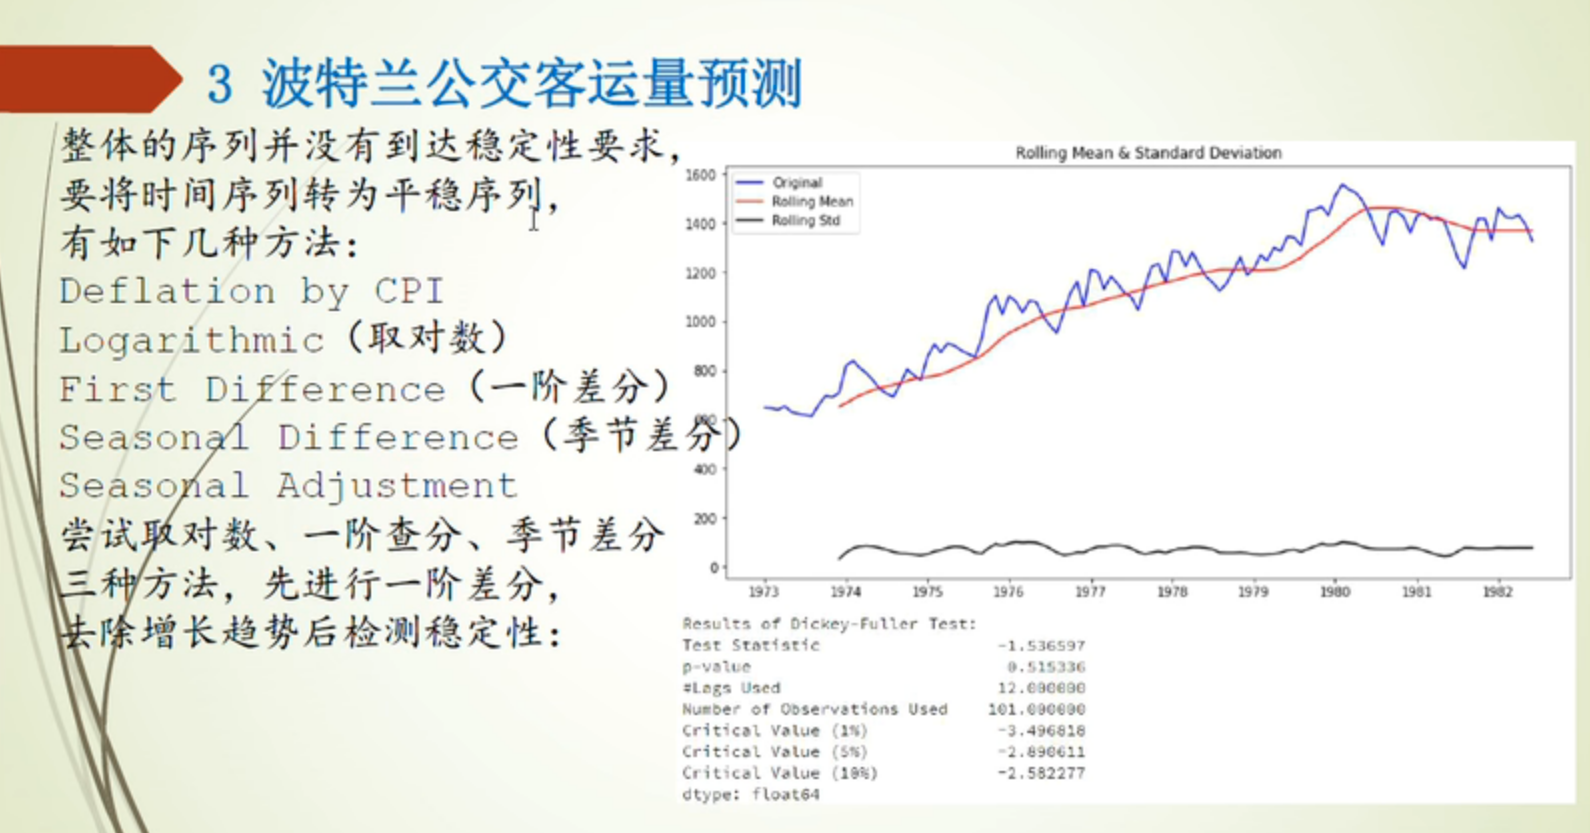 3 波特兰公交客运量预测
整体的序列并没有到达稳定性要求，
要将时间序列转为平稳序列，
有如下几种方法：
Deflation by CPI
Logarithmic（取对数）
First Difference（一阶差分）
Seasonal Difference（季节差分）
Seasonal Adjustment
尝试取对数、一阶查分、季节差分
三种方法，先进行一阶差分，
去除增长趋势后检测稳定性：
Rolling Mean & Standard Deviation
Original
Rolling Mean
Rolling Std
1600
1400
1200
1000
800
600
400
200
0
1973 1974 1975 1976 1977 1978 1979 1980 1981 1982
Results of Dickey-Fuller Test:
Test Statistic -1.536597
p-value 0.515336
#Lags Used 12.000000
Number of Observations Used 101.000000
Critical Value (1%) -3.496818
Critical Value (5%) -2.890611
Critical Value (10%) -2.582277
dtype: float64